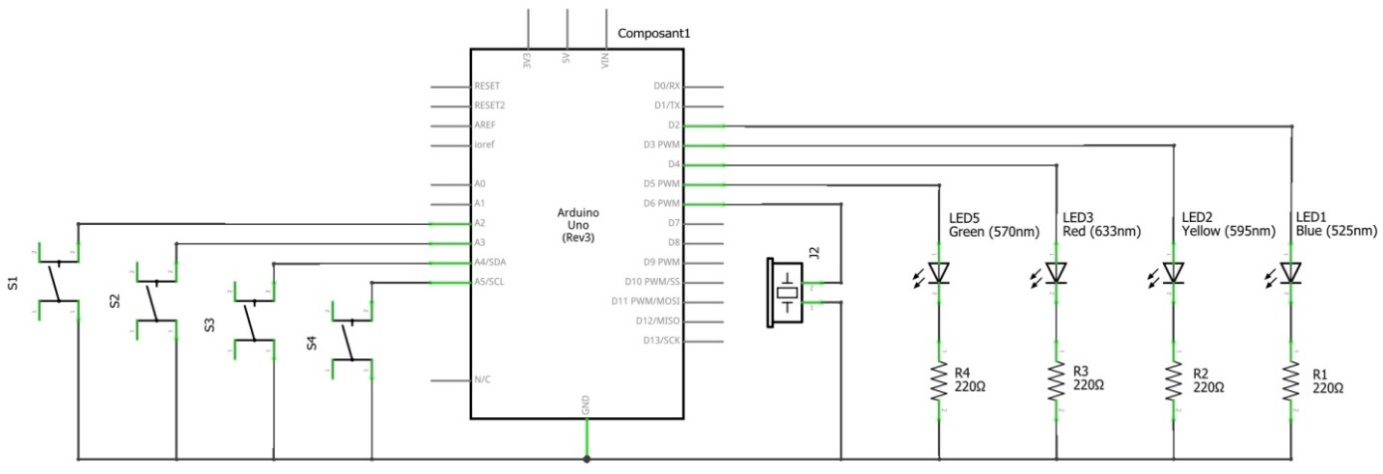 Composant1
3V3
5V
VIN
RESET
RESET2
AREF
ioref
A0
A1
A2
A3
A4/SDA
A5/SCL
N/C
D0/RX
D1/TX
D2
D3 PWM
D4
D5 PWM
D6 PWM
D7
D8
D9 PWM
D10 PWM/SS
D11 PWM/MOSI
D12/MISO
D13/SCK
GND
Arduino
Uno
(Rev3)
S1
S2
S3
S4
J2
LED5
Green (570nm)
LED3
Red (633nm)
LED2
Yellow (595nm)
LED1
Blue (525nm)
R4
220Ω
R3
220Ω
R2
220Ω
R1
220Ω